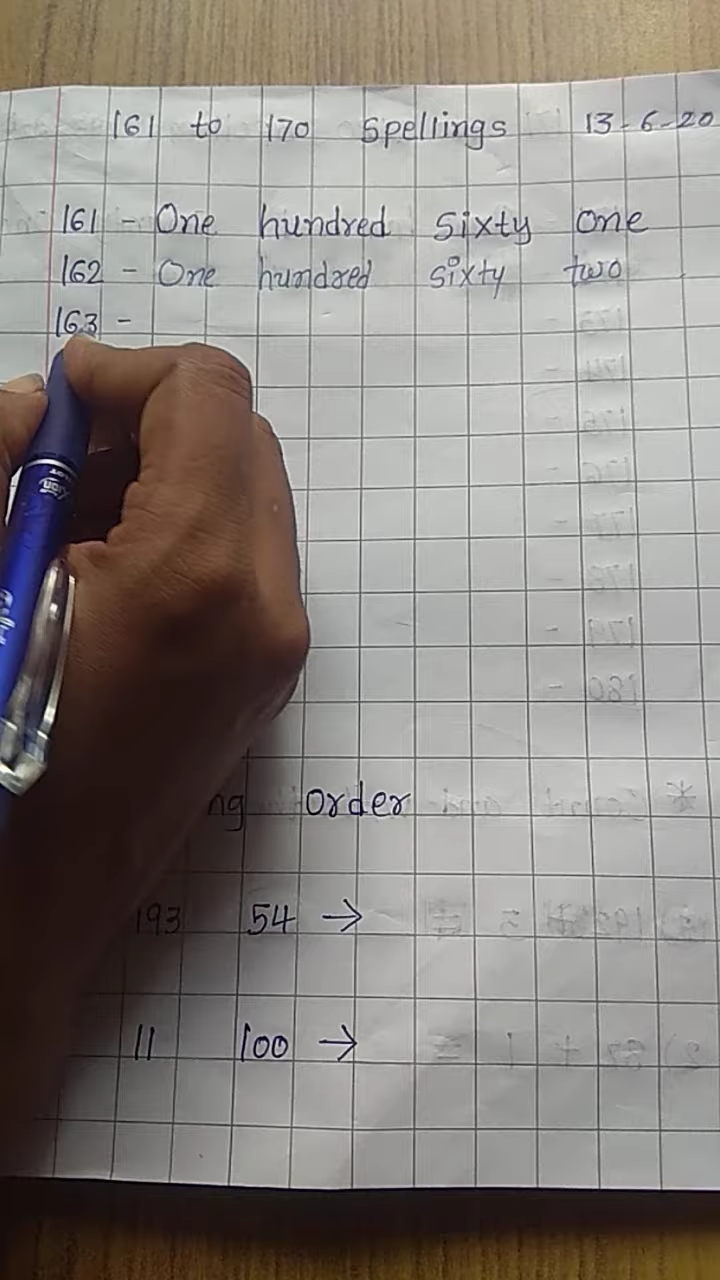 161 to 170 Spellings 13-6-20
161 - One hundred Sixty one
162 - One hundred sixty two
163 -
ng order
193 54 →
11 100 →